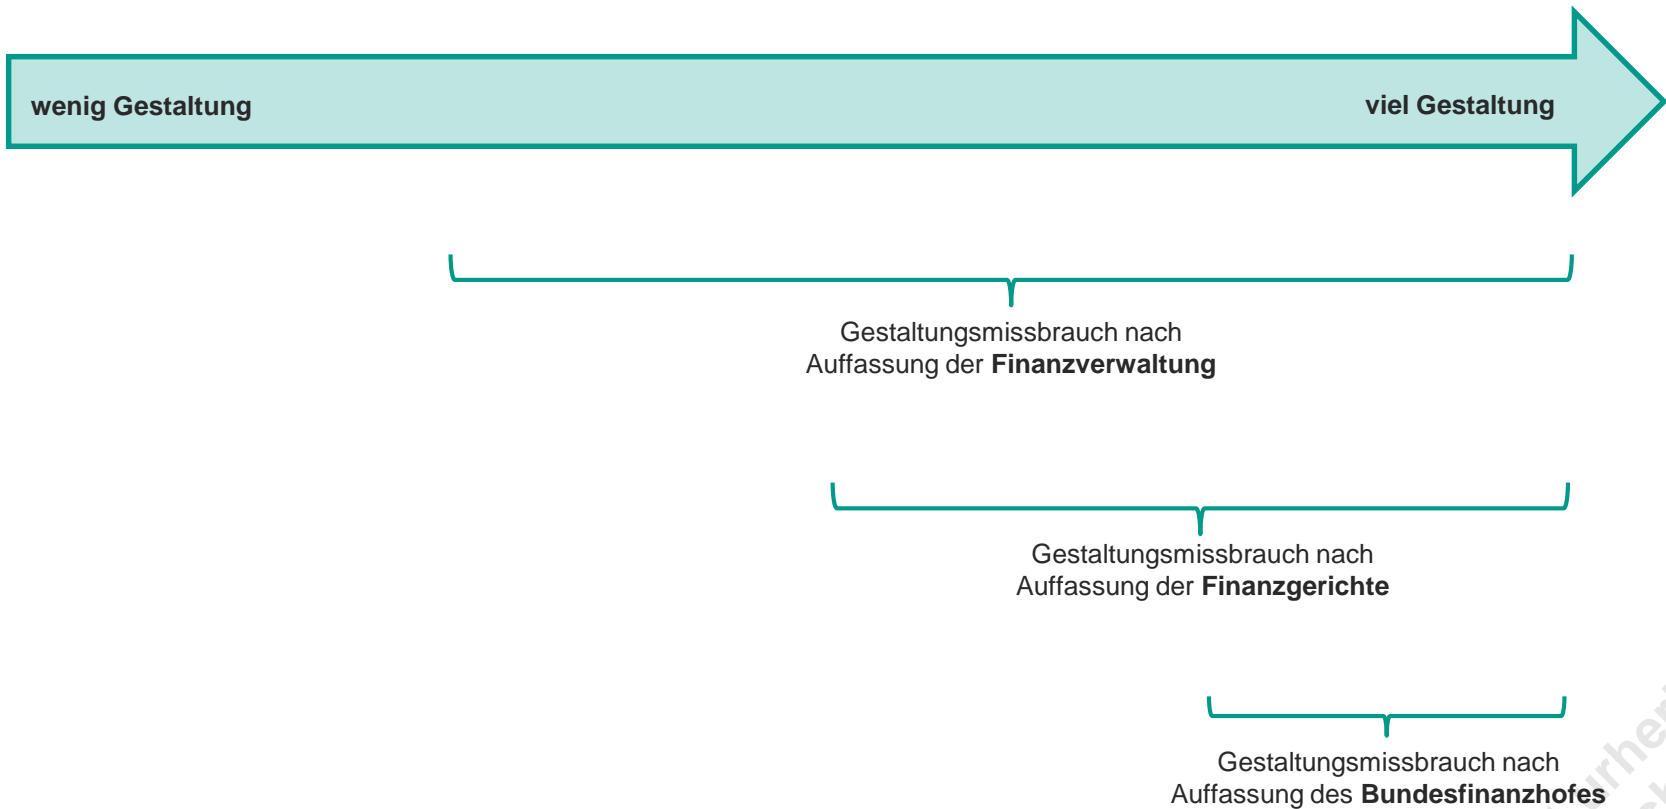 wenig Gestaltung
viel Gestaltung
Gestaltungsmissbrauch nach
Auffassung der Finanzverwaltung
Gestaltungsmissbrauch nach
Auffassung der Finanzgerichte
Gestaltungsmissbrauch nach
Auffassung des Bundesfinanzhofes